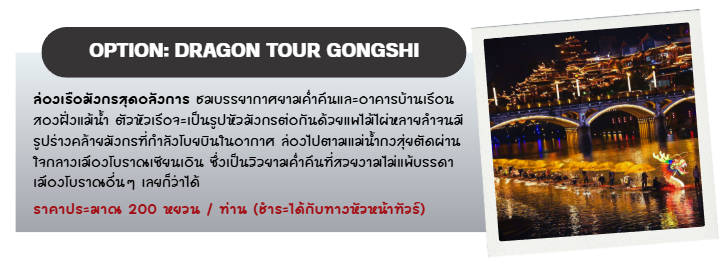 OPTION: DRAGON TOUR GONGSHI
ล่องเรือมังกรสุดอลังการ ชมบรรยากาศยามค่ำคืนและอาคารบ้านเรือน
สองฝั่งแม้น้ำ ตัวหัวเรือจะเป็นรูปหัวมังกรต่อกันด้วยแพไม้ไผ่หลายลำจนมี
รูปร่างคล้ายมังกรที่กำลังโบยบินในอากาศ ล่องไปตามแม่น้ำกงสุ่ยตัดผ่าน
ใจกลางเมืองโบราณเซียนเอิน ซึ่งเป็นวิวยามค่ำคืนที่สวยงามไม่แพ้บรรดา
เมืองโบราณอื่นๆ เลยก็ว่าได้
ราคาประมาณ 200 หยวน / ท่าน (ชำระได้กับทางหัวหน้าทัวร์)